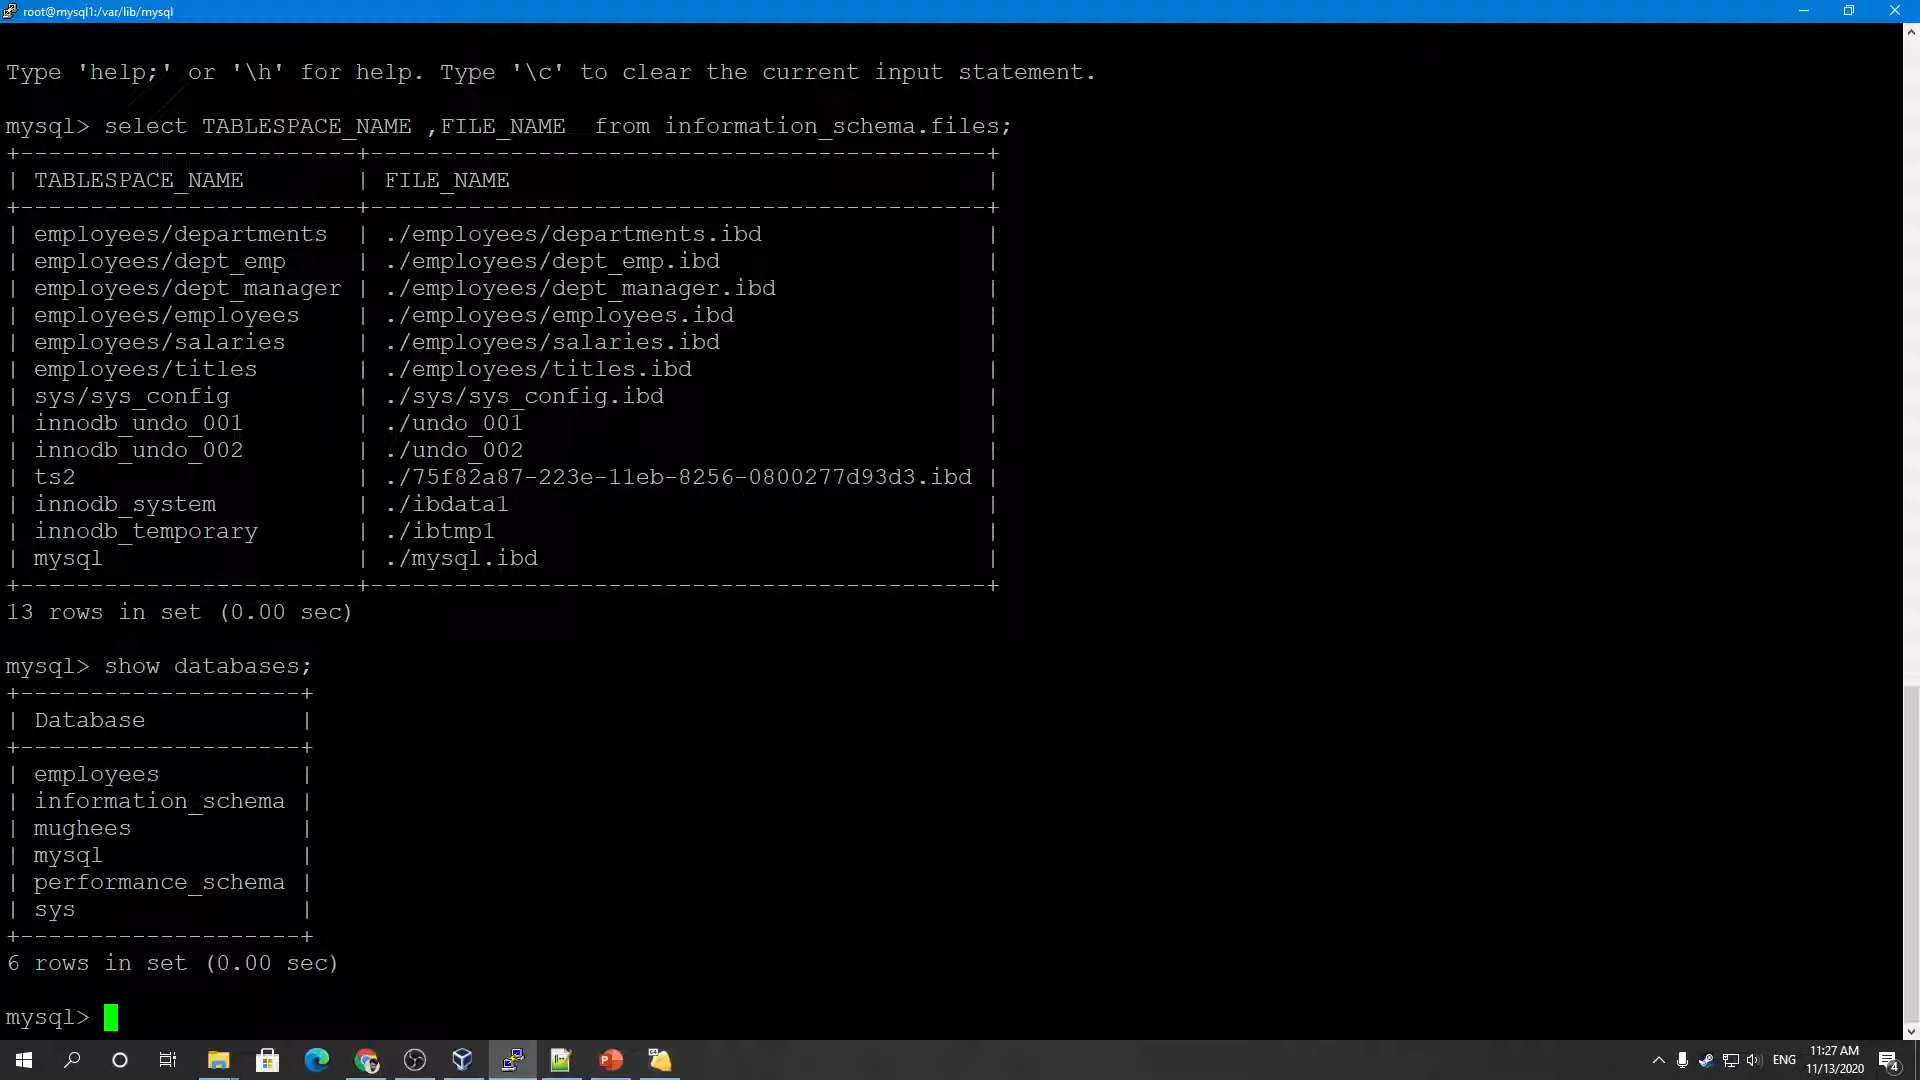 root@mysql1:/var/lib/mysql
Type 'help;' or '\h' for help. Type '\c' to clear the current input statement.
mysql> select TABLESPACE_NAME ,FILE_NAME  from information_schema.files;
+------------------------+--------------------------------------------+
| TABLESPACE_NAME        | FILE_NAME                                  |
+------------------------+--------------------------------------------+
| employees/departments  | ./employees/departments.ibd                |
| employees/dept_emp     | ./employees/dept_emp.ibd                   |
| employees/dept_manager | ./employees/dept_manager.ibd               |
| employees/employees    | ./employees/employees.ibd                  |
| employees/salaries     | ./employees/salaries.ibd                   |
| employees/titles       | ./employees/titles.ibd                     |
| sys/sys_config         | ./sys/sys_config.ibd                       |
| innodb_undo_001        | ./undo_001                                 |
| innodb_undo_002        | ./undo_002                                 |
| ts2                    | ./75f82a87-223e-11eb-8256-0800277d93d3.ibd |
| innodb_system          | ./ibdata1                                  |
| innodb_temporary       | ./ibtmp1                                   |
| mysql                  | ./mysql.ibd                                |
+------------------------+--------------------------------------------+
13 rows in set (0.00 sec)
mysql> show databases;
+--------------------+
| Database           |
+--------------------+
| employees          |
| information_schema |
| mughees            |
| mysql              |
| performance_schema |
| sys                |
+--------------------+
6 rows in set (0.00 sec)
mysql>
ENG
11:27 AM
11/13/2020
4